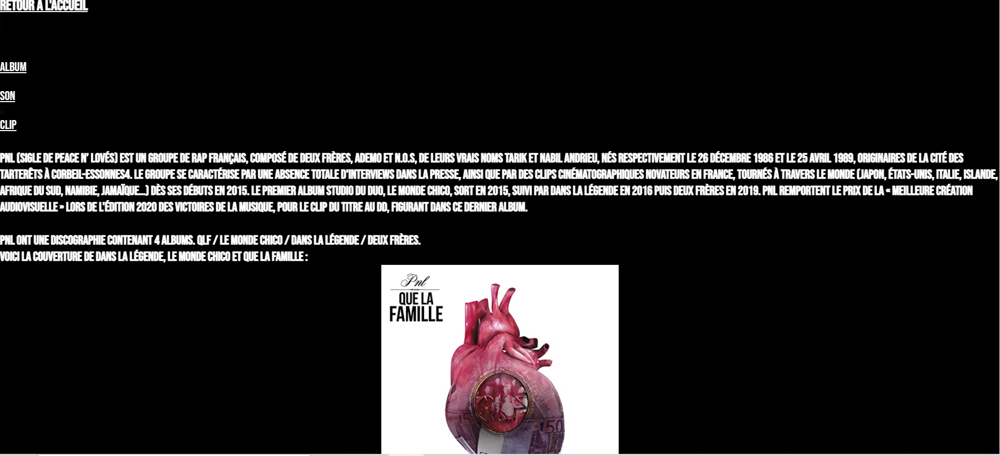 RETOUR À L'ACCUEIL
ALBUM
SON
CLIP
PNL (SIGLE DE PEACE N' LOVÉS) EST UN GROUPE DE RAP FRANÇAIS, COMPOSÉ DE DEUX FRÈRES, ADEMO ET N.O.S, DE LEURS VRAIS NOMS TARIK ET NABIL ANDRIEU, NÉS RESPECTIVEMENT LE 26 DÉCEMBRE 1986 ET LE 25 AVRIL 1989, ORIGINAIRES DE LA CITÉ DES
TARTERÊTS À CORBEIL-ESSONNES4. LE GROUPE SE CARACTÉRISE PAR UNE ABSENCE TOTALE D'INTERVIEWS DANS LA PRESSE, AINSI QUE PAR DES CLIPS CINÉMATOGRAPHIQUES NOVATEURS EN FRANCE, TOURNÉS À TRAVERS LE MONDE (JAPON, ÉTATS-UNIS, ITALIE, ISLANDE,
AFRIQUE DU SUD, NAMIBIE, JAMAÏQUE...) DÈS SES DÉBUTS EN 2015. LE PREMIER ALBUM STUDIO DU DUO, LE MONDE CHICO, SORT EN 2015, SUIVI PAR DANS LA LÉGENDE EN 2016 PUIS DEUX FRÈRES EN 2019. PNL REMPORTENT LE PRIX DE LA « MEILLEURE CRÉATION
AUDIOVISUELLE » LORS DE L'ÉDITION 2020 DES VICTOIRES DE LA MUSIQUE, POUR LE CLIP DU TITRE AU DD, FIGURANT DANS CE DERNIER ALBUM.
PNL ONT UNE DISCOGRAPHIE CONTENANT 4 ALBUMS. QLF / LE MONDE CHICO / DANS LA LÉGENDE / DEUX FRÈRES.
VOICI LA COUVERTURE DE DANS LA LÉGENDE, LE MONDE CHICO ET QUE LA FAMILLE :
Pnl
QUE LA
FAMILLE
QLF
EURO
50